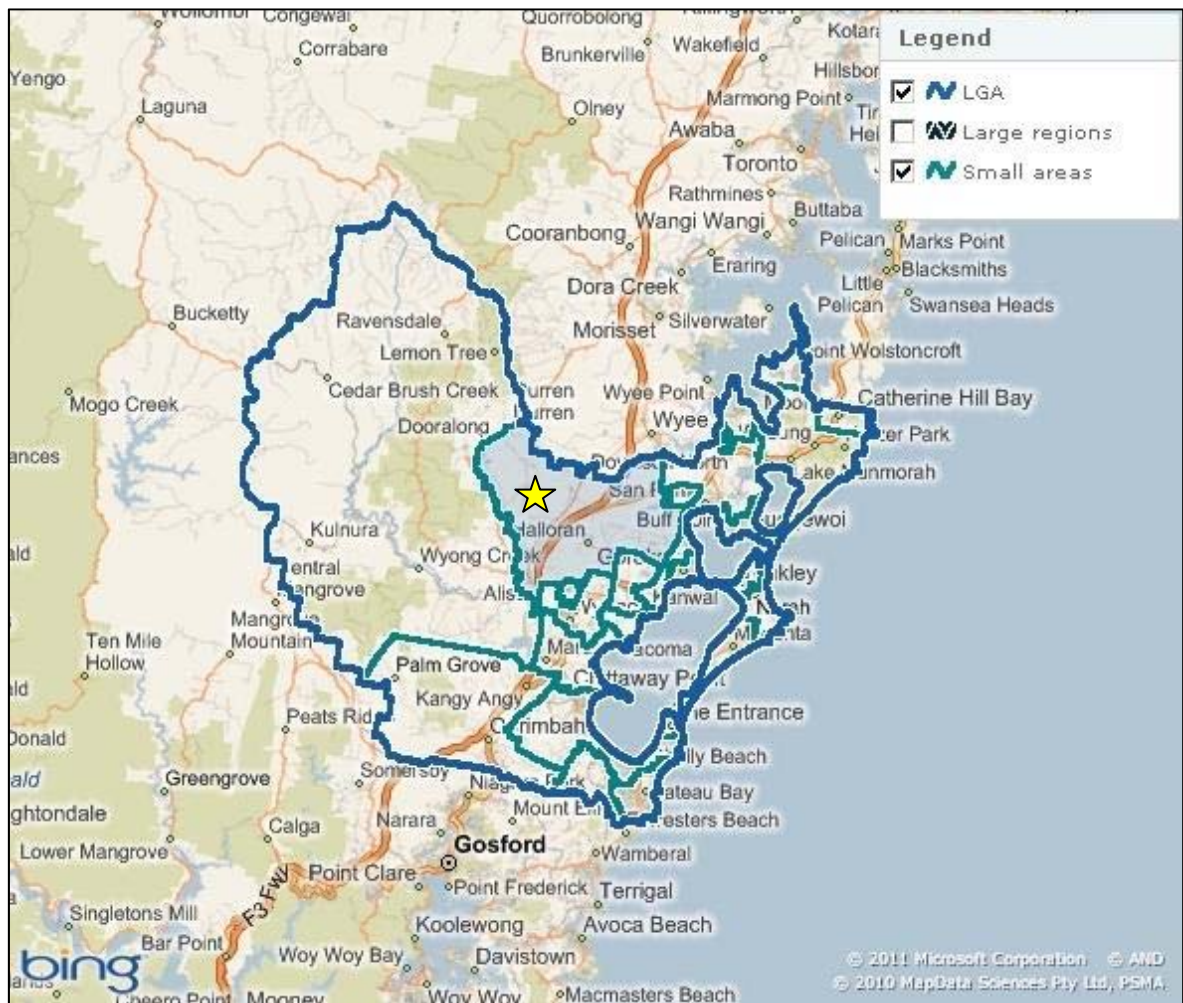 Congewai
Corrabare
Quorrobolong
Brunkerville
Wakefield
Legend
LGA
Large regions
Small areas
Yengo
Laguna
Olney
Marmong Point
Awaba
Toronto
Rathmines
Wangi Wangi
Buttaba
Cooranbong
Pelican
Marks Point
Eraring
Blacksmiths
Little
Pelican
Dora Creek
Swansea Heads
Bucketty
Ravensdale
Morisset
Silverwater
Lemon Tree
Cedar Brush Creek
Wyee Point
Catherine Hill Bay
Mogo Creek
Dooralong
Wyee
Kulnura
Wyong Creek
Kanwal
Mangrove
Mountain
Ten Mile
Hollow
Palm Grove
Kangy Angy
Peats Rid
Greengrove
Somersby
Narara
Calga
Gosford
Lower Mangrove
Wamberal
Point Clare
Point Frederick
Terrigal
F3 FWY
Singletons Mill
Koolewong
Avoca Beach
Bar Point
Woy Woy Bay
Davistown
bing
© 2011 Microsoft Corporation © AND
© 2010 MapData Sciences Pty Ltd, PSMA
Cheero Point
Mooney
Woy Woy
Macmasters Beach